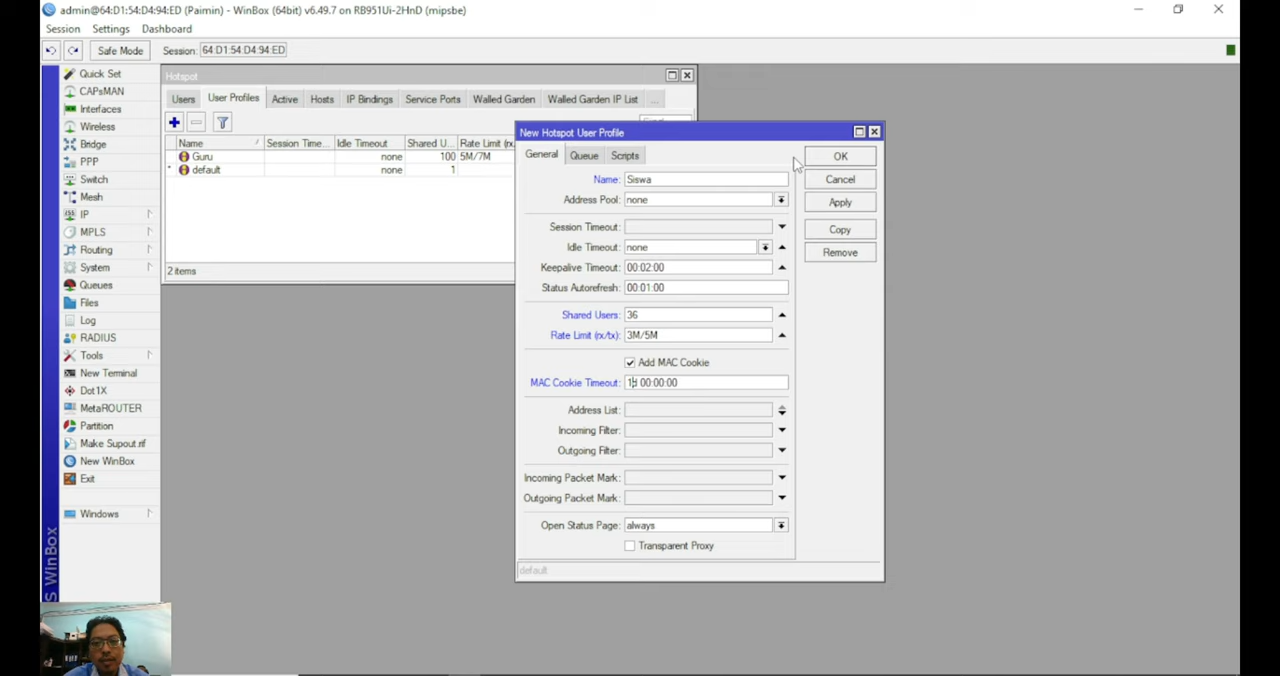 admin@64:D1:54:D4:94:ED (Paimin) - WinBox (64bit) v6.49.7 on RB951Ui-2HnD (mipsbe)
Session Settings Dashboard
Safe Mode Session: 64:D1:54:D4:94:ED
Quick Set
CAPsMAN
Interfaces
Wireless
Bridge
PPP
Switch
Mesh
IP
MPLS
Routing
System
Queues
Files
Log
RADIUS
Tools
New Terminal
Dot1X
MetaROUTER
Partition
Make Supout.rif
New WinBox
Exit
Windows
S WinBox
Hotspot
Users User Profiles Active Hosts IP Bindings Service Ports Walled Garden Walled Garden IP List ...
Name Session Time... Idle Timeout Shared U... Rate Limit (rx/
Guru none 100 5M/7M
* default none 1
2 items
New Hotspot User Profile
General Queue Scripts
Name: Siswa
Address Pool: none
Session Timeout:
Idle Timeout: none
Keepalive Timeout: 00:02:00
Status Autorefresh: 00:01:00
Shared Users: 36
Rate Limit (rx/tx): 3M/5M
Add MAC Cookie
MAC Cookie Timeout: 1d 00:00:00
Address List:
Incoming Filter:
Outgoing Filter:
Incoming Packet Mark:
Outgoing Packet Mark:
Open Status Page: always
Transparent Proxy
default
OK
Cancel
Apply
Copy
Remove